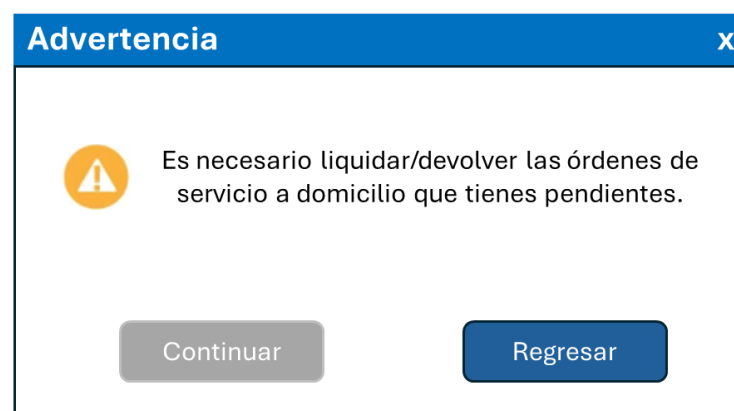 Advertencia x
Es necesario liquidar/devolver las órdenes de
servicio a domicilio que tienes pendientes.
Continuar Regresar